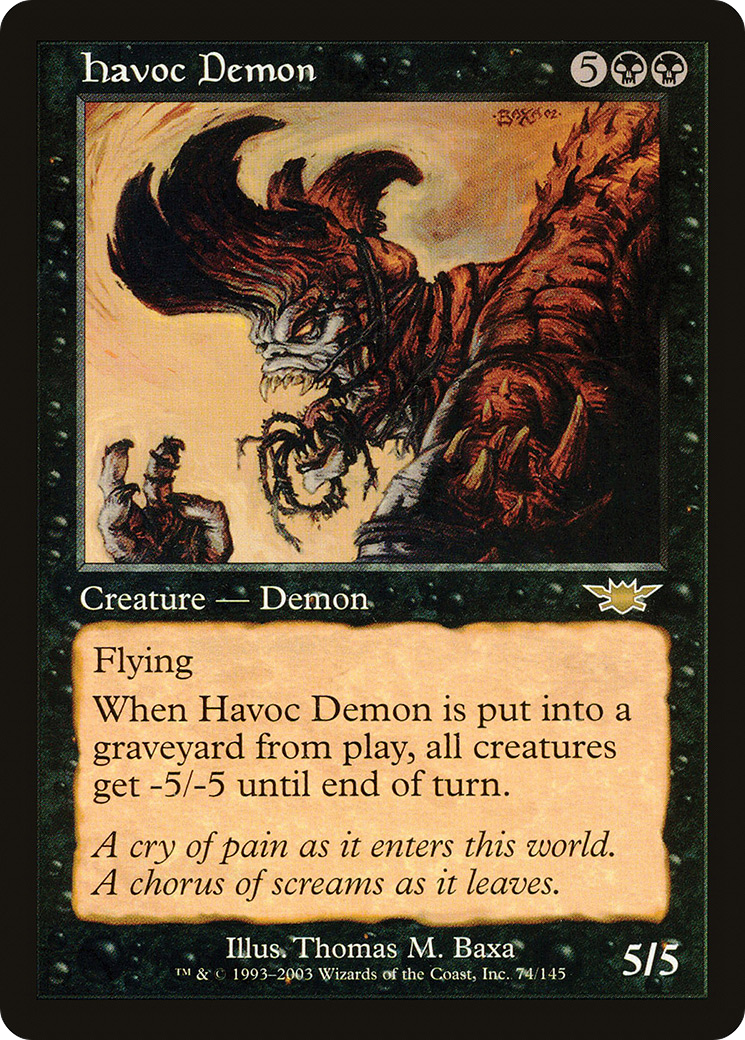 Havoc Demon 5
·BAXA 02·
Creature — Demon
Flying
When Havoc Demon is put into a
graveyard from play, all creatures
get -5/-5 until end of turn.
A cry of pain as it enters this world.
A chorus of screams as it leaves.
Illus. Thomas M. Baxa
™ & © 1993–2003 Wizards of the Coast, Inc. 74/145
5/5